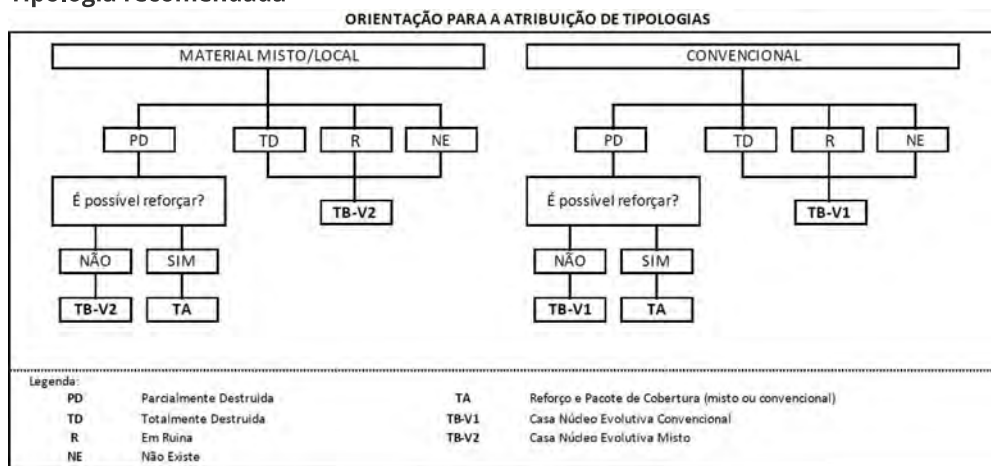 Tipologia recomendada
ORIENTAÇÃO PARA A ATRIBUIÇÃO DE TIPOLOGIAS
MATERIAL MISTO/LOCAL
PD TD R NE
É possível reforçar?
TB-V2
NÃO SIM
TB-V2 TA
CONVENCIONAL
PD TD R NE
É possível reforçar?
TB-V1
NÃO SIM
TB-V1 TA
Legenda:
PD Parcialmente Destruida
TD Totalmente Destruida
R Em Ruina
NE Não Existe
TA Reforço e Pacote de Cobertura (misto ou convencional)
TB-V1 Casa Núcleo Evolutiva Convencional
TB-V2 Casa Núcleo Evolutiva Misto